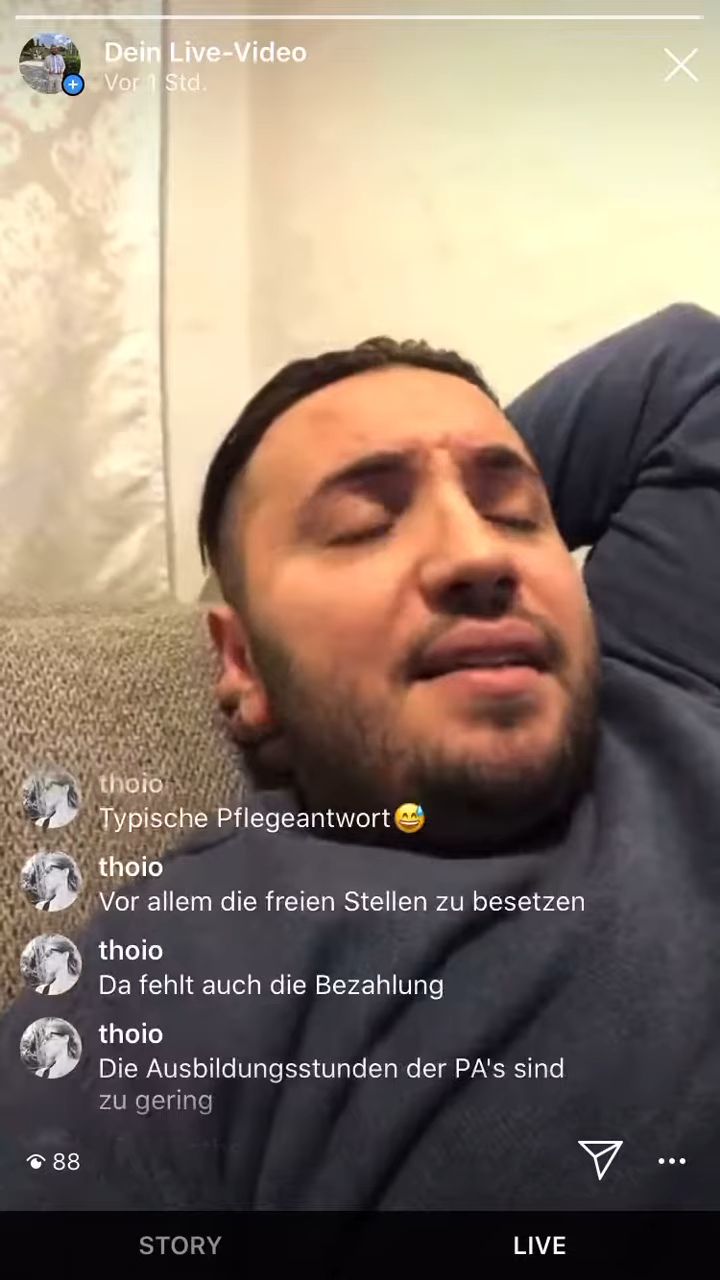 Dein Live-Video
Vor 1 Std.
thoio
Typische Pflegeantwort😅
thoio
Vor allem die freien Stellen zu besetzen
thoio
Da fehlt auch die Bezahlung
thoio
Die Ausbildungsstunden der PA's sind
zu gering
88
STORY
LIVE